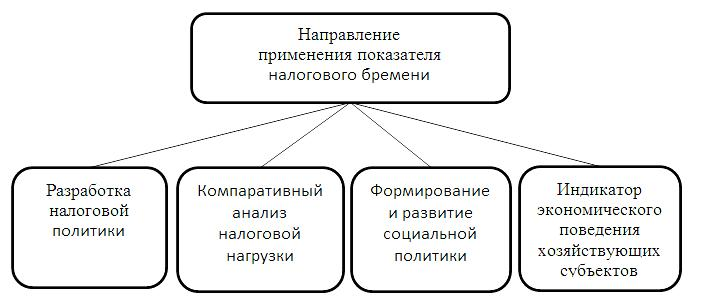 Направление
применения показателя
налогового бремени
Разработка
налоговой
политики
Компаративный
анализ
налоговой
нагрузки
Формирование
и развитие
социальной
политики
Индикатор
экономического
поведения
хозяйствующих
субъектов